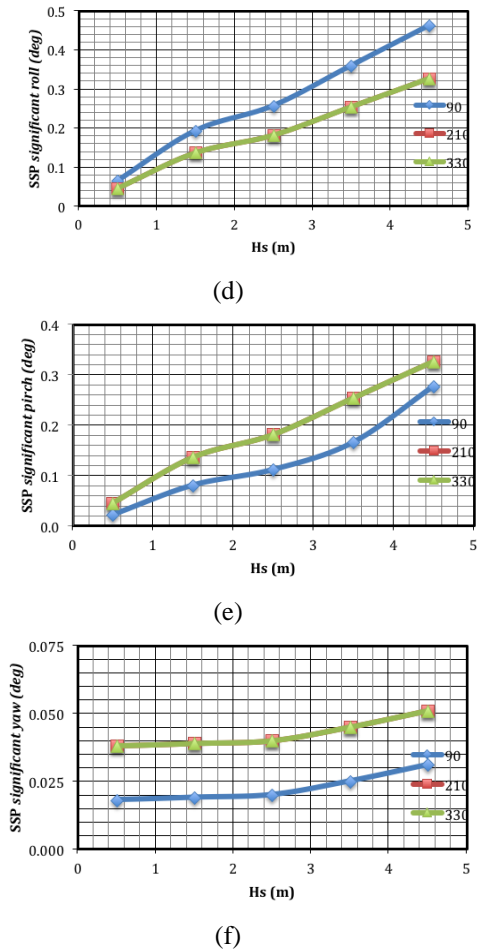 0.5
0.4
0.3
0.2
0.1
0
SSP significant roll (deg)
90
210
330
0 1 2 3 4 5
Hs (m)
(d)
0.4
0.3
0.2
0.1
0.0
SSP significant pirch (deg)
90
210
330
0 1 2 3 4 5
Hs (m)
(e)
0.075
0.050
0.025
0.000
SSP significant yaw (deg)
90
210
330
0 1 2 3 4 5
Hs (m)
(f)